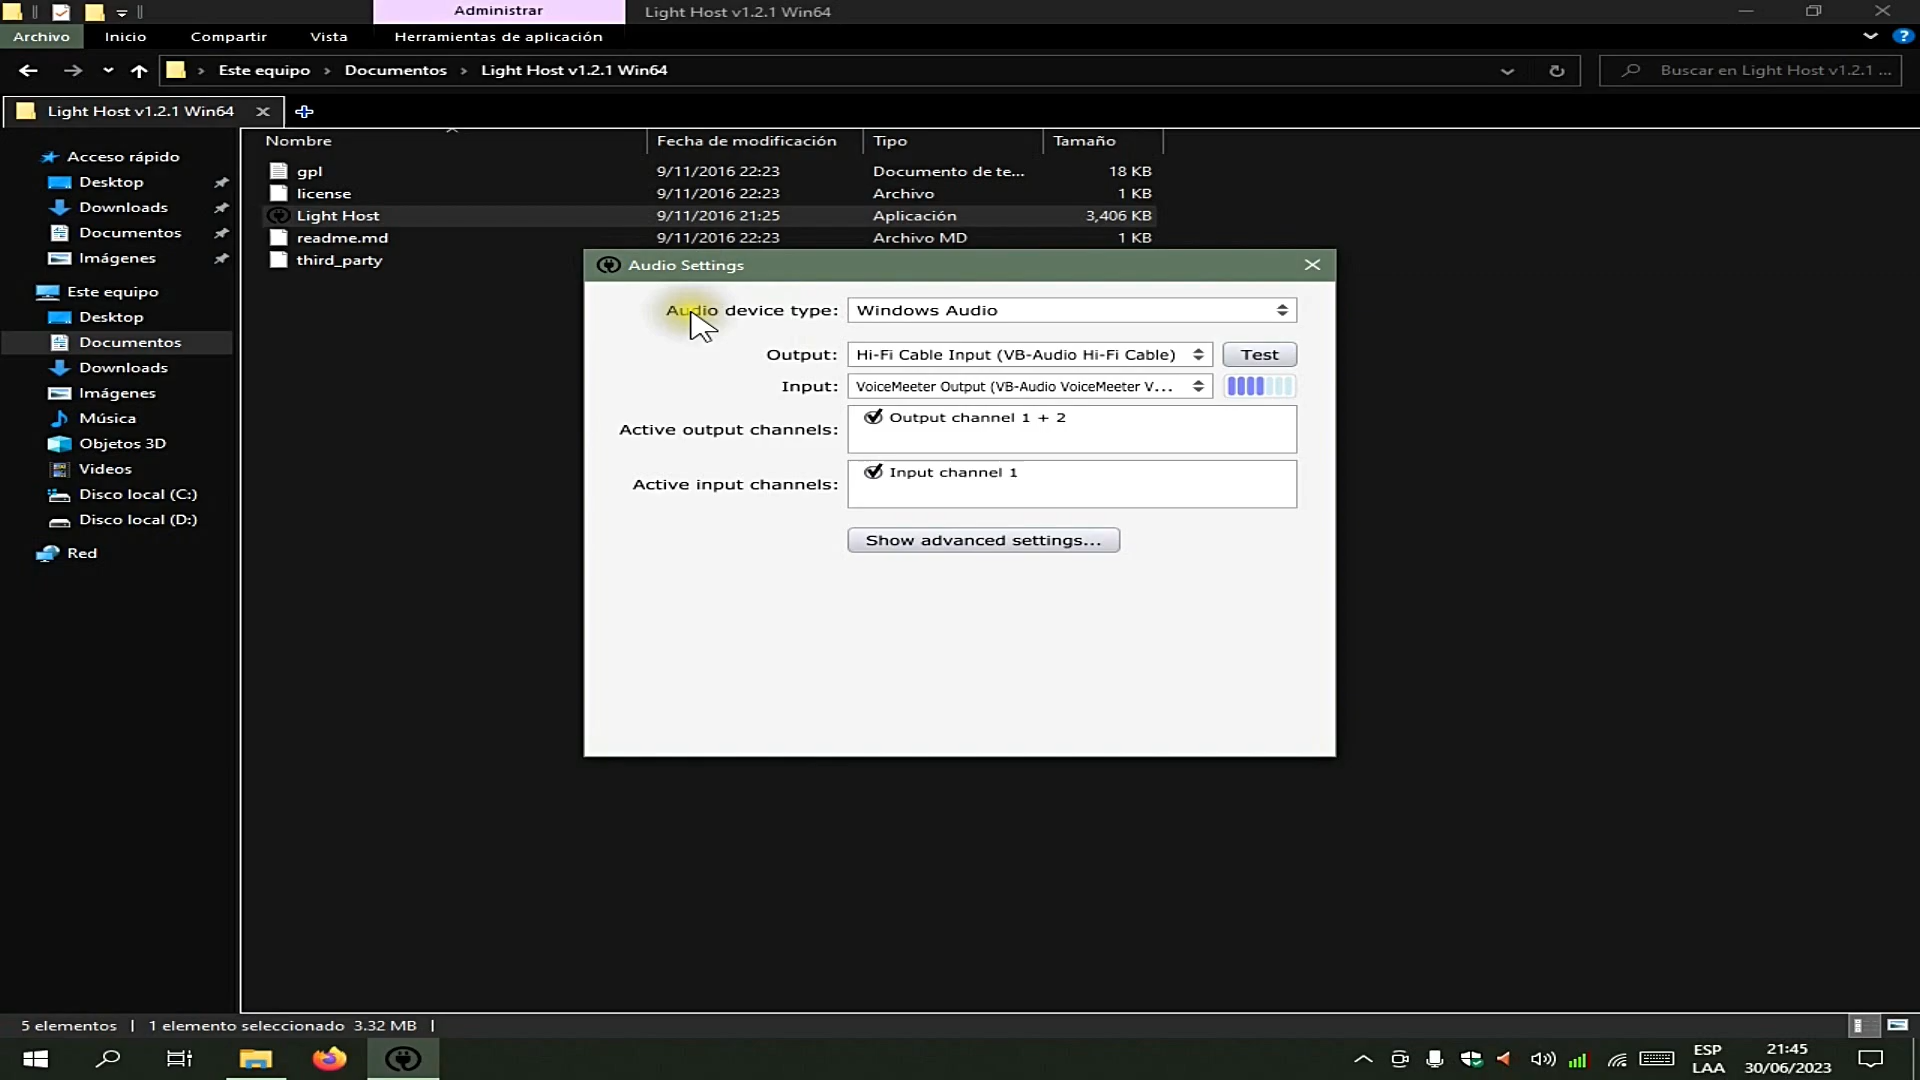 Administrar
Light Host v1.2.1 Win64
Archivo Inicio Compartir Vista Herramientas de aplicación
Este equipo › Documentos › Light Host v1.2.1 Win64
Buscar en Light Host v1.2.1 ...
Light Host v1.2.1 Win64
Nombre Fecha de modificación Tipo Tamaño
gpl 9/11/2016 22:23 Documento de te... 18 KB
license 9/11/2016 22:23 Archivo 1 KB
Light Host 9/11/2016 21:25 Aplicación 3,406 KB
readme.md 9/11/2016 22:23 Archivo MD 1 KB
third_party
Acceso rápido
Desktop
Downloads
Documentos
Imágenes
Este equipo
Desktop
Documentos
Downloads
Imágenes
Música
Objetos 3D
Videos
Disco local (C:)
Disco local (D:)
Red
Audio Settings
Audio device type: Windows Audio
Output: Hi-Fi Cable Input (VB-Audio Hi-Fi Cable) Test
Input: VoiceMeeter Output (VB-Audio VoiceMeeter V...
Active output channels: Output channel 1 + 2
Active input channels: Input channel 1
Show advanced settings...
5 elementos | 1 elemento seleccionado 3.32 MB |
ESP
LAA
21:45
30/06/2023